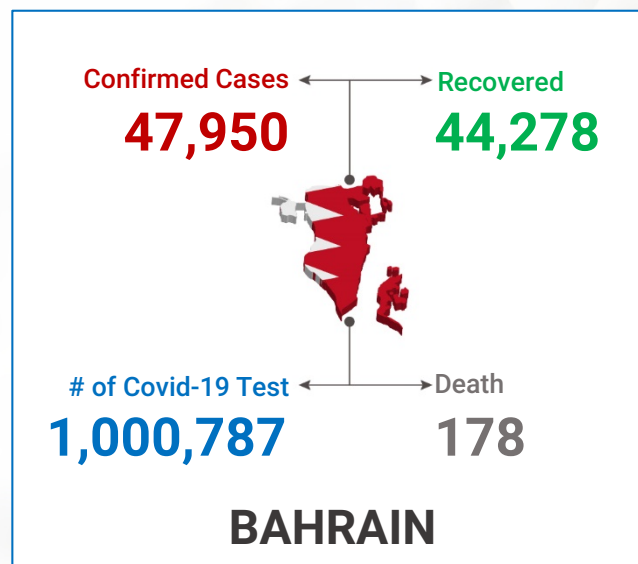 Confirmed Cases
47,950
Recovered
44,278
# of Covid-19 Test
1,000,787
Death
178
BAHRAIN